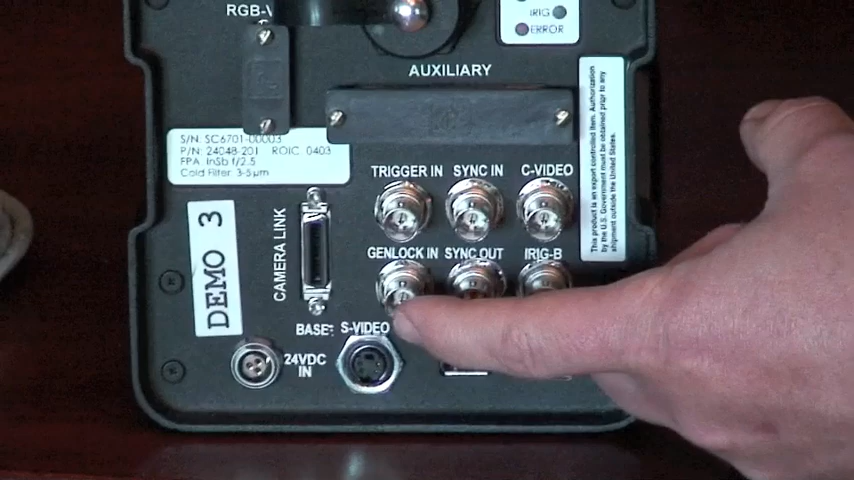 RGB-V
IRIG
ERROR
AUXILIARY
S/N: SC6701-00003
P/N: 24048-201 ROIC 0403
FPA InSb f/2.5
Cold Filter 3-5µm
This product is an export controlled item. Authorization
by the U.S. Government must be obtained prior to any
shipment outside the United States.
TRIGGER IN SYNC IN C-VIDEO
DEMO 3
CAMERA LINK
GENLOCK IN SYNC OUT IRIG-B
BASE S-VIDEO
24VDC
IN